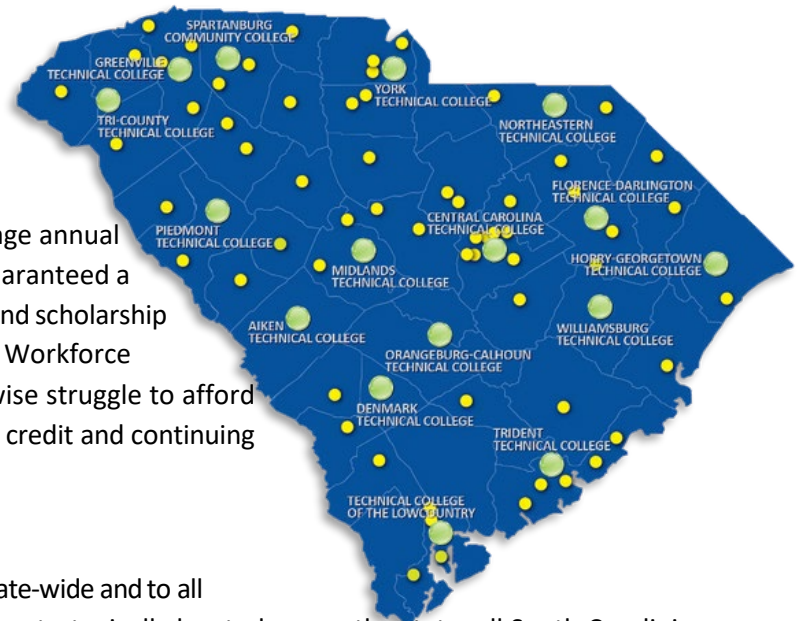 SPARTANBURG
COMMUNITY COLLEGE
GREENVILLE
TECHNICAL COLLEGE
YORK
TECHNICAL COLLEGE
TRI-COUNTY
TECHNICAL COLLEGE
NORTHEASTERN
TECHNICAL COLLEGE
FLORENCE-DARLINGTON
TECHNICAL COLLEGE
CENTRAL CAROLINA
TECHNICAL COLLEGE
PIEDMONT
TECHNICAL COLLEGE
HORRY-GEORGETOWN
TECHNICAL COLLEGE
MIDLANDS
TECHNICAL COLLEGE
AIKEN
TECHNICAL COLLEGE
WILLIAMSBURG
TECHNICAL COLLEGE
ORANGEBURG-CALHOUN
TECHNICAL COLLEGE
DENMARK
TECHNICAL COLLEGE
TRIDENT
TECHNICAL COLLEGE
TECHNICAL COLLEGE
OF THE LOWCOUNTRY
age annual
aranteed a
nd scholarship
Workforce
wise struggle to afford
credit and continuing
ate-wide and to all